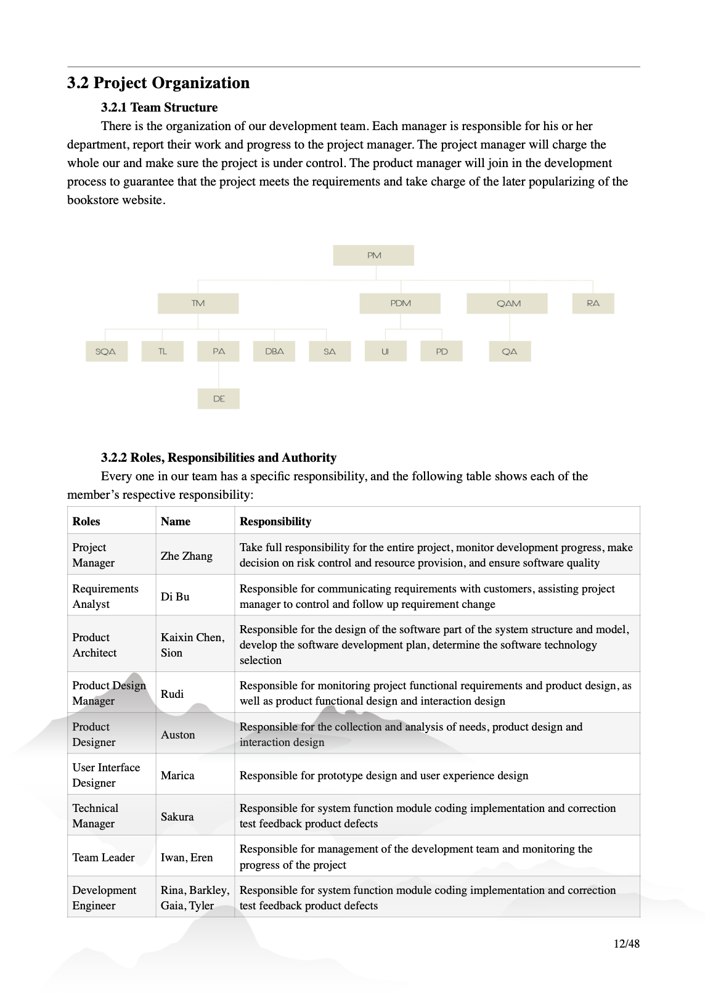 3.2 Project Organization
3.2.1 Team Structure
There is the organization of our development team. Each manager is responsible for his or her
department, report their work and progress to the project manager. The project manager will charge the
whole our and make sure the project is under control. The product manager will join in the development
process to guarantee that the project meets the requirements and take charge of the later popularizing of the
bookstore website.
PM
TM PDM QAM RA
SQA TL PA DBA SA UI PD QA
DE
3.2.2 Roles, Responsibilities and Authority
Every one in our team has a specific responsibility, and the following table shows each of the
member’s respective responsibility:
Roles Name Responsibility
Project
Manager
Zhe Zhang
Take full responsibility for the entire project, monitor development progress, make
decision on risk control and resource provision, and ensure software quality
Requirements
Analyst
Di Bu
Responsible for communicating requirements with customers, assisting project
manager to control and follow up requirement change
Product
Architect
Kaixin Chen,
Sion
Responsible for the design of the software part of the system structure and model,
develop the software development plan, determine the software technology
selection
Product Design
Manager
Rudi
Responsible for monitoring project functional requirements and product design, as
well as product functional design and interaction design
Product
Designer
Auston
Responsible for the collection and analysis of needs, product design and
interaction design
User Interface
Designer
Marica
Responsible for prototype design and user experience design
Technical
Manager
Sakura
Responsible for system function module coding implementation and correction
test feedback product defects
Team Leader
Iwan, Eren
Responsible for management of the development team and monitoring the
progress of the project
Development
Engineer
Rina, Barkley,
Gaia, Tyler
Responsible for system function module coding implementation and correction
test feedback product defects
12/48